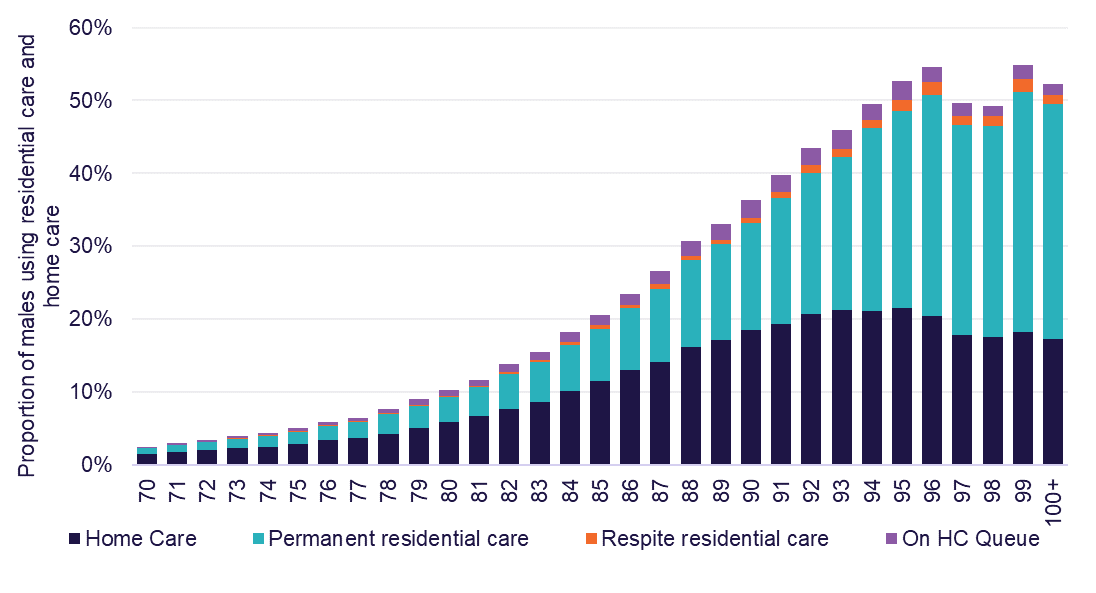 Proportion of males using residential care and
home care
60%
50%
40%
30%
20%
10%
0%
70 71 72 73 74 75 76 77 78 79 80 81 82 83 84 85 86 87 88 89 90 91 92 93 94 95 96 97 98 99 100+
Home Care Permanent residential care Respite residential care On HC Queue